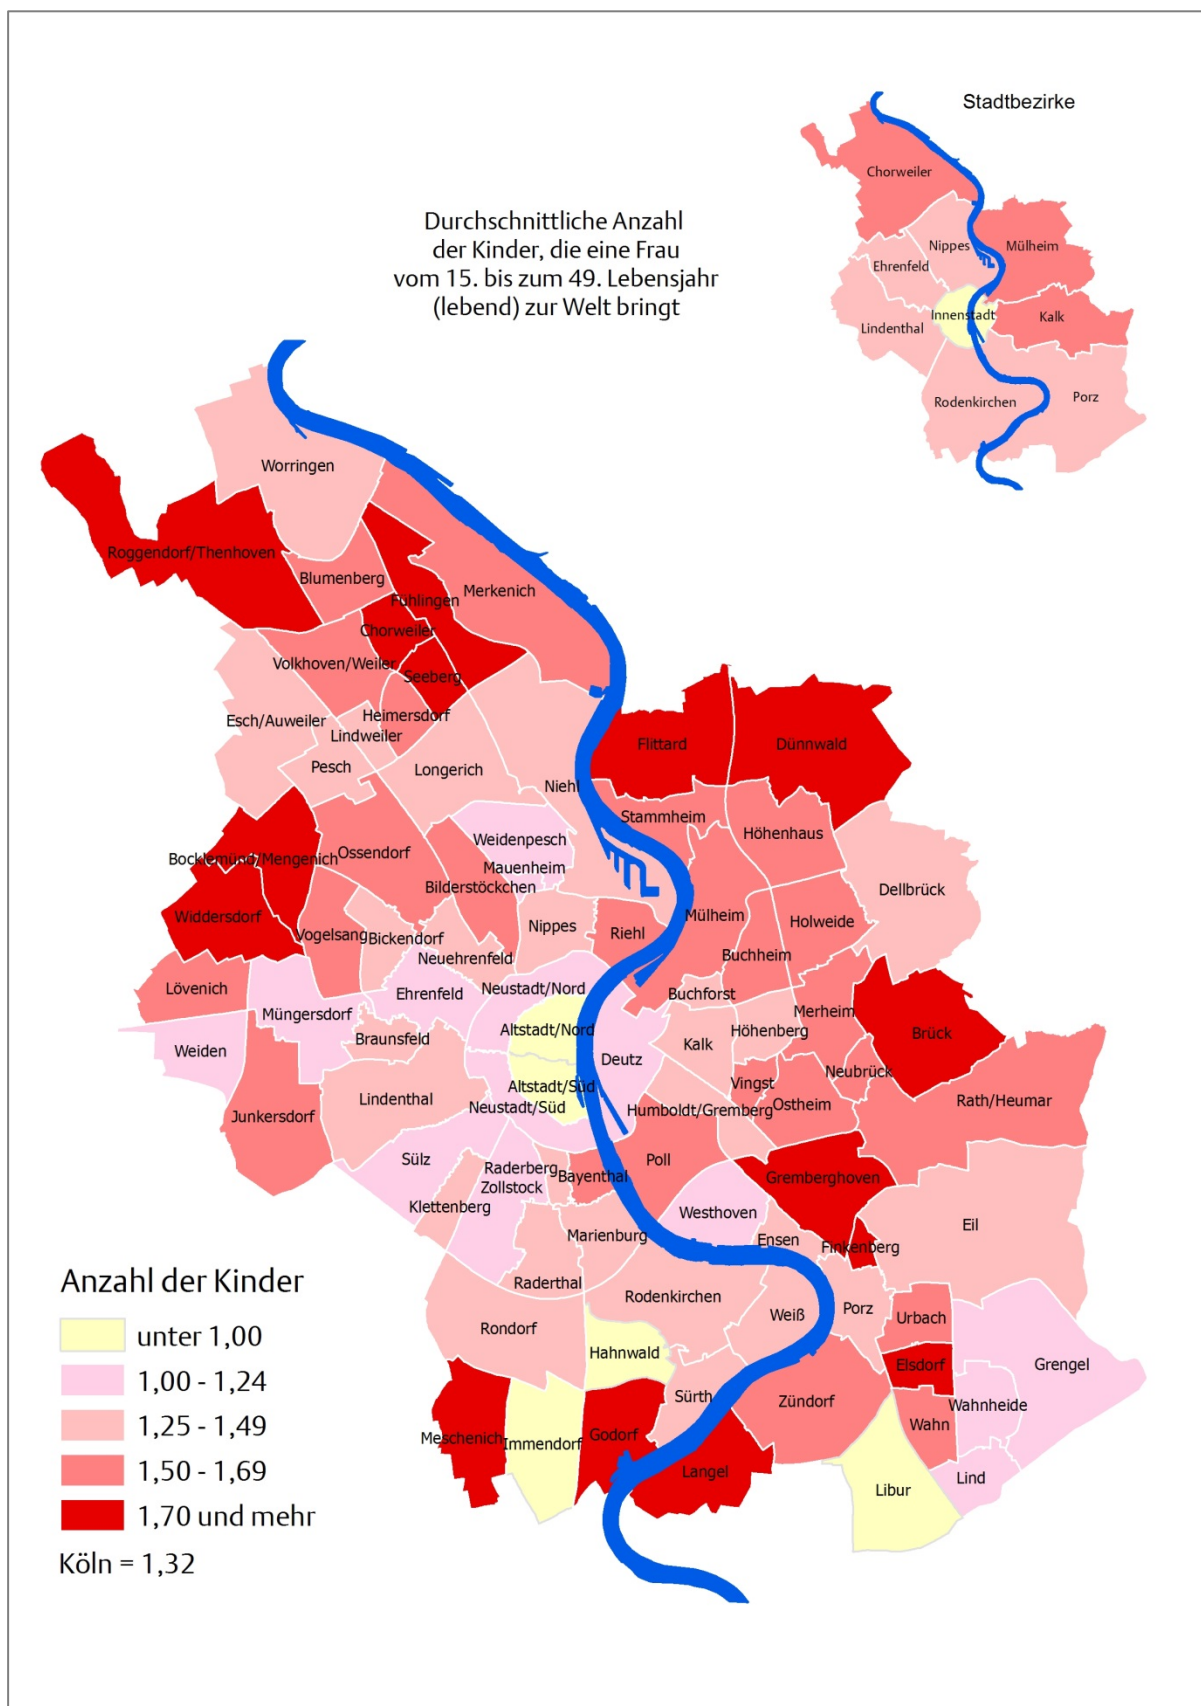 Stadtbezirke
Chorweiler
Nippes
Mülheim
Ehrenfeld
Innenstadt
Kalk
Lindenthal
Rodenkirchen
Porz
Durchschnittliche Anzahl
der Kinder, die eine Frau
vom 15. bis zum 49. Lebensjahr
(lebend) zur Welt bringt
Worringen
Roggendorf/Thenhoven
Blumenberg
Merkenich
Fühlingen
Chorweiler
Volkhoven/Weiler
Seeberg
Heimersdorf
Esch/Auweiler
Lindweiler
Pesch
Longerich
Flittard
Dünnwald
Niehl
Stammheim
Höhenhaus
Weidenpesch
Ossendorf
Bocklemünd/Mengenich
Mauenheim
Bilderstöckchen
Dellbrück
Widdersdorf
Mülheim
Holweide
Nippes
Riehl
Vogelsang
Bickendorf
Neuehrenfeld
Buchheim
Lövenich
Ehrenfeld
Neustadt/Nord
Buchforst
Müngersdorf
Merheim
Altstadt/Nord
Höhenberg
Brück
Braunsfeld
Weiden
Deutz
Kalk
Neubrück
Vingst
Altstadt/Süd
Lindenthal
Neustadt/Süd
Humboldt/Gremberg
Ostheim
Rath/Heumar
Junkersdorf
Sülz
Raderberg
Zollstock
Bayenthal
Poll
Gremberghoven
Klettenberg
Westhoven
Marienburg
Ensen
Finkenberg
Eil
Raderthal
Rodenkirchen
Weiß
Porz
Urbach
Rondorf
Hahnwald
Elsdorf
Grengel
Sürth
Zündorf
Wahnheide
Wahn
Meschenich
Immendorf
Godorf
Langel
Lind
Libur
Anzahl der Kinder
unter 1,00
1,00 - 1,24
1,25 - 1,49
1,50 - 1,69
1,70 und mehr
Köln = 1,32